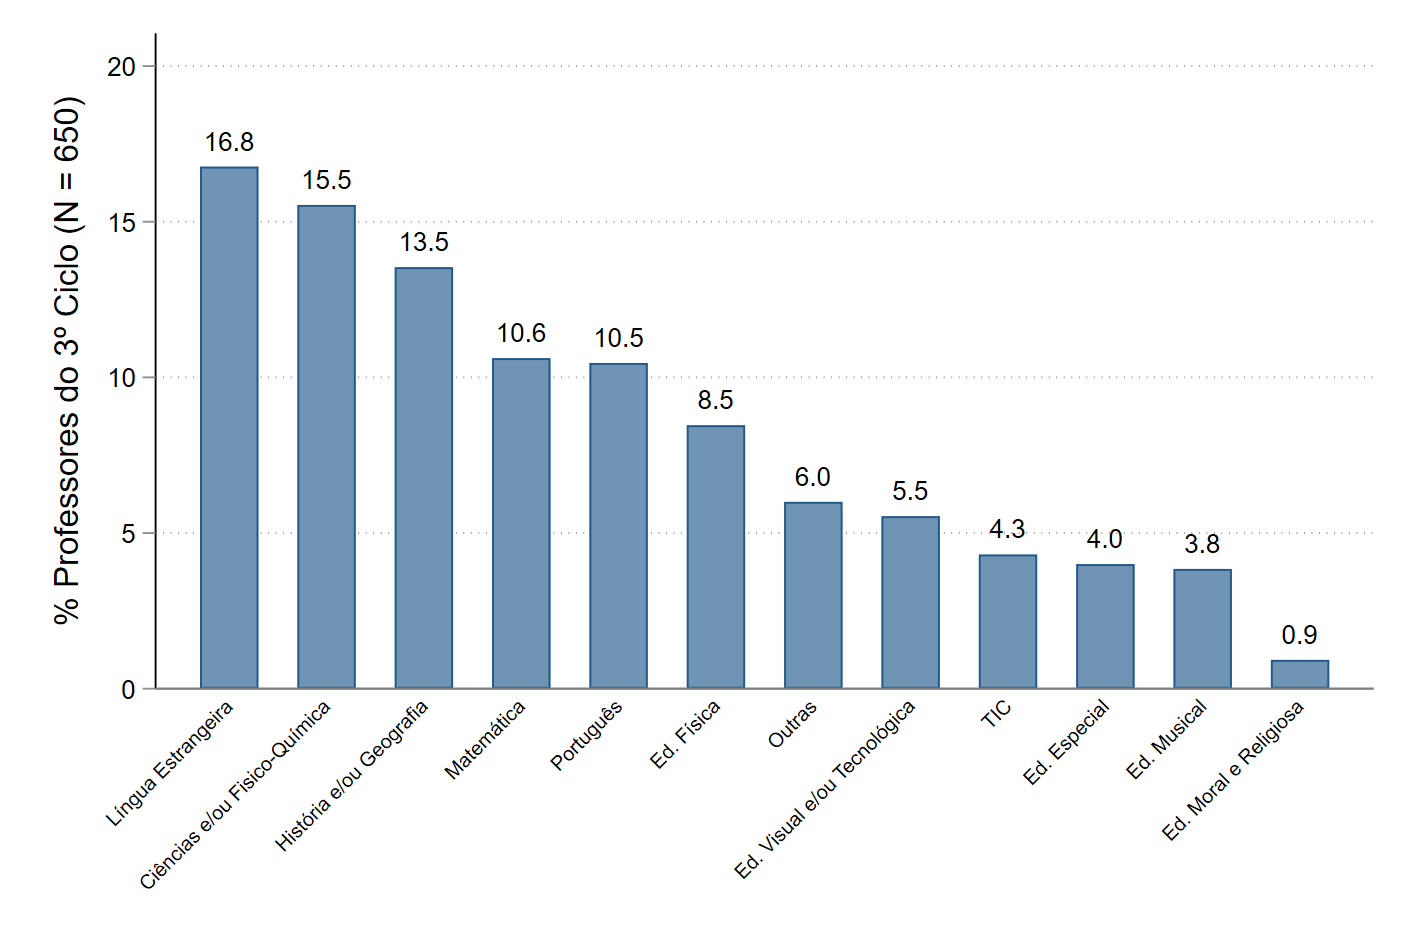 % Professores do 3º Ciclo (N = 650)
20
15
10
5
0
16.8
15.5
13.5
10.6
10.5
8.5
6.0
5.5
4.3
4.0
3.8
0.9
Língua Estrangeira
Ciências e/ou Fisico-Química
História e/ou Geografia
Matemática
Português
Ed. Física
Outras
Ed. Visual e/ou Tecnológica
TIC
Ed. Especial
Ed. Musical
Ed. Moral e Religiosa